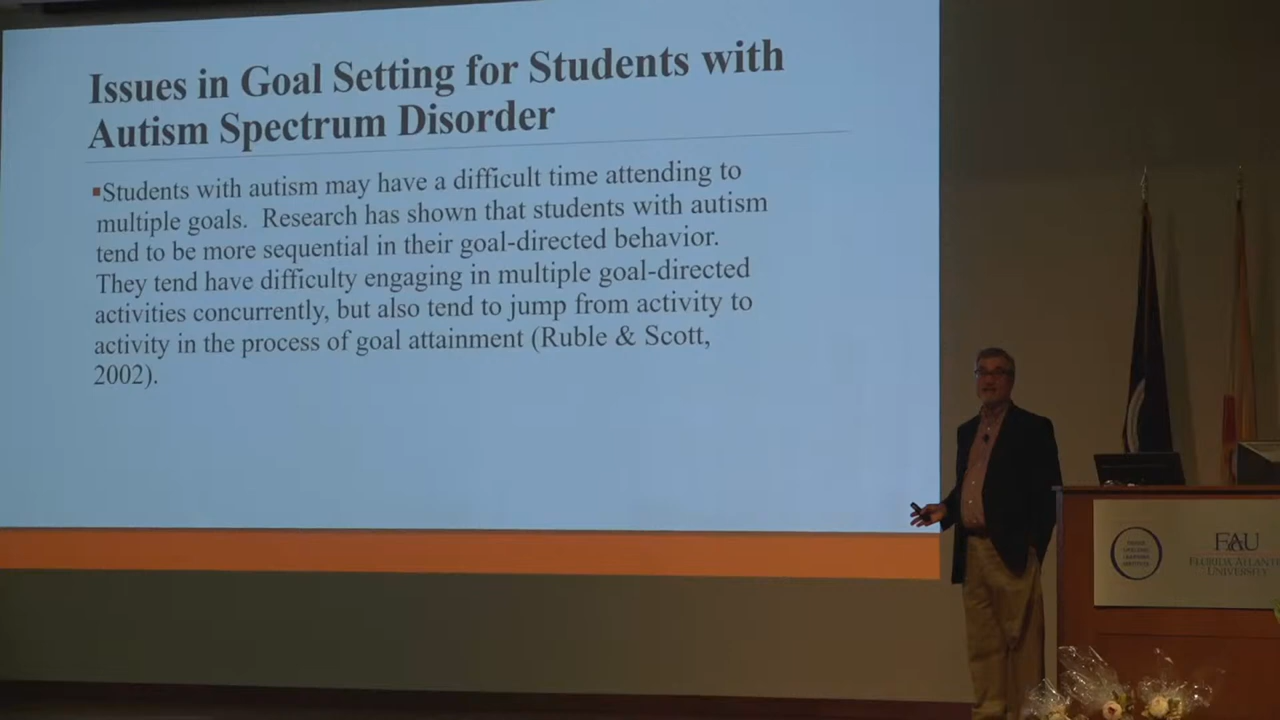 Issues in Goal Setting for Students with
Autism Spectrum Disorder
▪Students with autism may have a difficult time attending to
multiple goals.  Research has shown that students with autism
tend to be more sequential in their goal-directed behavior.
They tend have difficulty engaging in multiple goal-directed
activities concurrently, but also tend to jump from activity to
activity in the process of goal attainment (Ruble & Scott,
2002).
FAU
FLORIDA ATLANTIC
UNIVERSITY